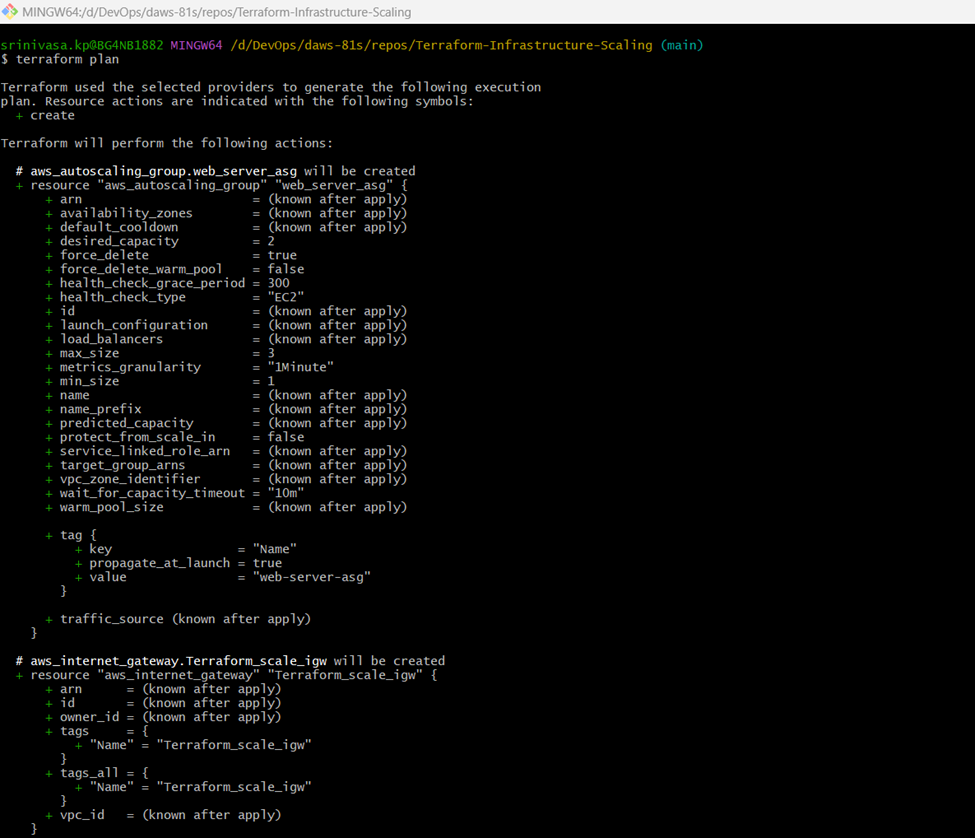 MINGW64:/d/DevOps/daws-81s/repos/Terraform-Infrastructure-Scaling
srinivasa.kp@BG4NB1882 MINGW64 /d/DevOps/daws-81s/repos/Terraform-Infrastructure-Scaling (main)
$ terraform plan
Terraform used the selected providers to generate the following execution
plan. Resource actions are indicated with the following symbols:
  + create
Terraform will perform the following actions:
  # aws_autoscaling_group.web_server_asg will be created
  + resource "aws_autoscaling_group" "web_server_asg" {
      + arn                       = (known after apply)
      + availability_zones        = (known after apply)
      + default_cooldown          = (known after apply)
      + desired_capacity          = 2
      + force_delete              = true
      + force_delete_warm_pool    = false
      + health_check_grace_period = 300
      + health_check_type         = "EC2"
      + id                        = (known after apply)
      + launch_configuration      = (known after apply)
      + load_balancers            = (known after apply)
      + max_size                  = 3
      + metrics_granularity       = "1Minute"
      + min_size                  = 1
      + name                      = (known after apply)
      + name_prefix               = (known after apply)
      + predicted_capacity        = (known after apply)
      + protect_from_scale_in     = false
      + service_linked_role_arn   = (known after apply)
      + target_group_arns         = (known after apply)
      + vpc_zone_identifier       = (known after apply)
      + wait_for_capacity_timeout = "10m"
      + warm_pool_size            = (known after apply)
      + tag {
          + key                 = "Name"
          + propagate_at_launch = true
          + value               = "web-server-asg"
        }
      + traffic_source (known after apply)
    }
  # aws_internet_gateway.Terraform_scale_igw will be created
  + resource "aws_internet_gateway" "Terraform_scale_igw" {
      + arn      = (known after apply)
      + id       = (known after apply)
      + owner_id = (known after apply)
      + tags     = {
          + "Name" = "Terraform_scale_igw"
        }
      + tags_all = {
          + "Name" = "Terraform_scale_igw"
        }
      + vpc_id   = (known after apply)
    }